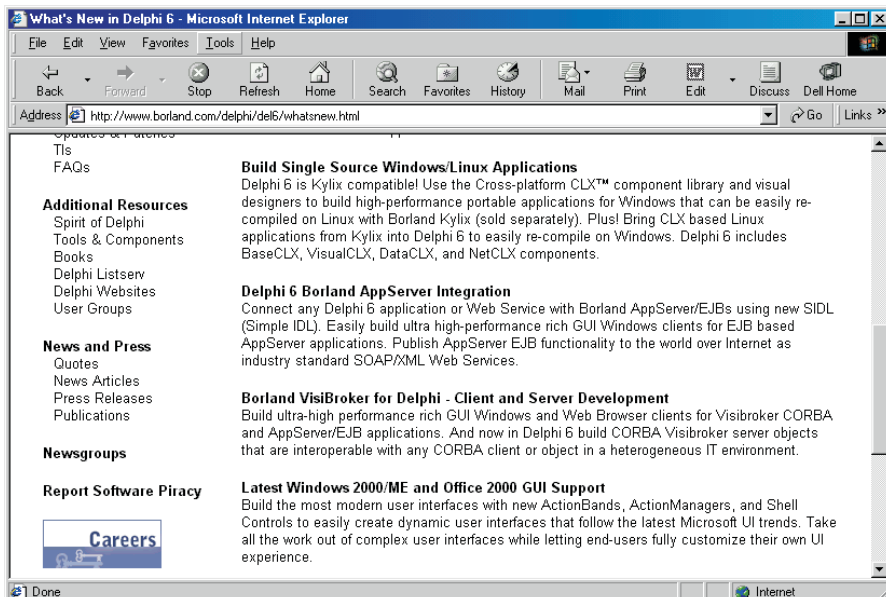 What's New in Delphi 6 - Microsoft Internet Explorer
File Edit View Favorites Tools Help
Back Forward Stop Refresh Home Search Favorites History Mail Print Edit Discuss Dell Home
Address http://www.borland.com/delphi/del6/whatsnew.html Go Links »
TIs
FAQs
Additional Resources
Spirit of Delphi
Tools & Components
Books
Delphi Listserv
Delphi Websites
User Groups
News and Press
Quotes
News Articles
Press Releases
Publications
Newsgroups
Report Software Piracy
Careers
Build Single Source Windows/Linux Applications
Delphi 6 is Kylix compatible! Use the Cross-platform CLX™ component library and visual
designers to build high-performance portable applications for Windows that can be easily re-
compiled on Linux with Borland Kylix (sold separately). Plus! Bring CLX based Linux
applications from Kylix into Delphi 6 to easily re-compile on Windows. Delphi 6 includes
BaseCLX, VisualCLX, DataCLX, and NetCLX components.
Delphi 6 Borland AppServer Integration
Connect any Delphi 6 application or Web Service with Borland AppServer/EJBs using new SIDL
(Simple IDL). Easily build ultra high-performance rich GUI Windows clients for EJB based
AppServer applications. Publish AppServer EJB functionality to the world over Internet as
industry standard SOAP/XML Web Services.
Borland VisiBroker for Delphi - Client and Server Development
Build ultra-high performance rich GUI Windows and Web Browser clients for Visibroker CORBA
and AppServer/EJB applications. And now in Delphi 6 build CORBA Visibroker server objects
that are interoperable with any CORBA client or object in a heterogeneous IT environment.
Latest Windows 2000/ME and Office 2000 GUI Support
Build the most modern user interfaces with new ActionBands, ActionManagers, and Shell
Controls to easily create dynamic user interfaces that follow the latest Microsoft UI trends. Take
all the work out of complex user interfaces while letting end-users fully customize their own UI
experience.
Done Internet